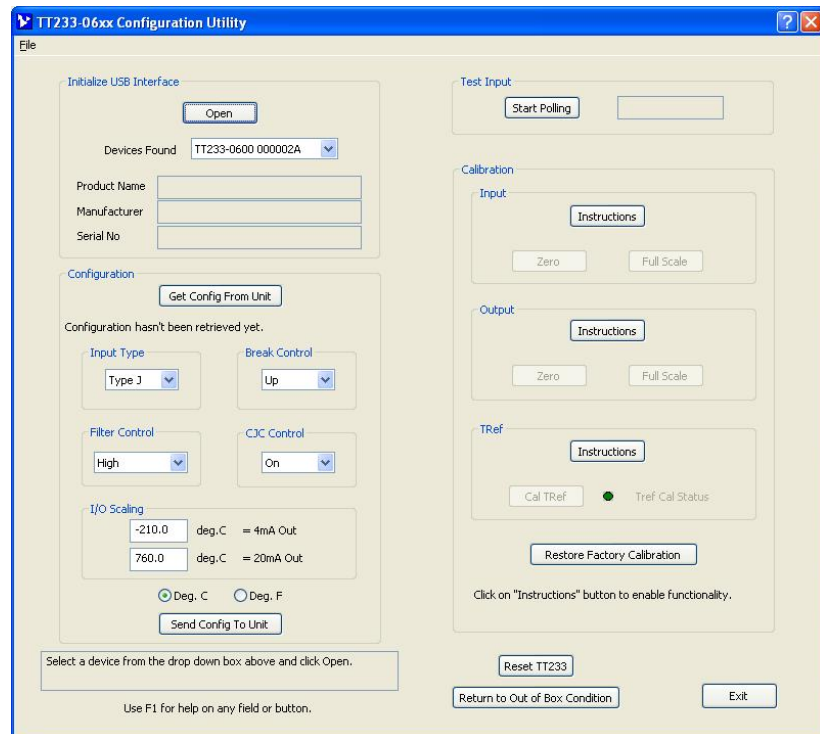 TT233-06xx Configuration Utility
File
Initialize USB Interface
Open
Devices Found TT233-0600 000002A
Product Name
Manufacturer
Serial No
Configuration
Get Config From Unit
Configuration hasn't been retrieved yet.
Input Type
Type J
Break Control
Up
Filter Control
High
CJC Control
On
I/O Scaling
-210.0 deg.C = 4mA Out
760.0 deg.C = 20mA Out
Deg. C Deg. F
Send Config To Unit
Select a device from the drop down box above and click Open.
Use F1 for help on any field or button.
Test Input
Start Polling
Calibration
Input
Instructions
Zero Full Scale
Output
Instructions
Zero Full Scale
TRef
Instructions
Cal TRef Tref Cal Status
Restore Factory Calibration
Click on "Instructions" button to enable functionality.
Reset TT233
Return to Out of Box Condition
Exit